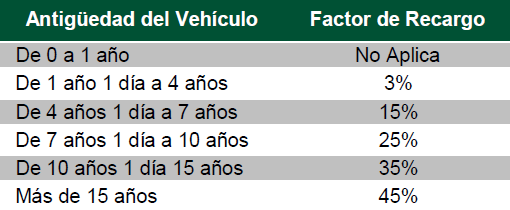 Antigüedad del Vehículo Factor de Recargo
De 0 a 1 año No Aplica
De 1 año 1 día a 4 años 3%
De 4 años 1 día a 7 años 15%
De 7 años 1 día a 10 años 25%
De 10 años 1 día 15 años 35%
Más de 15 años 45%